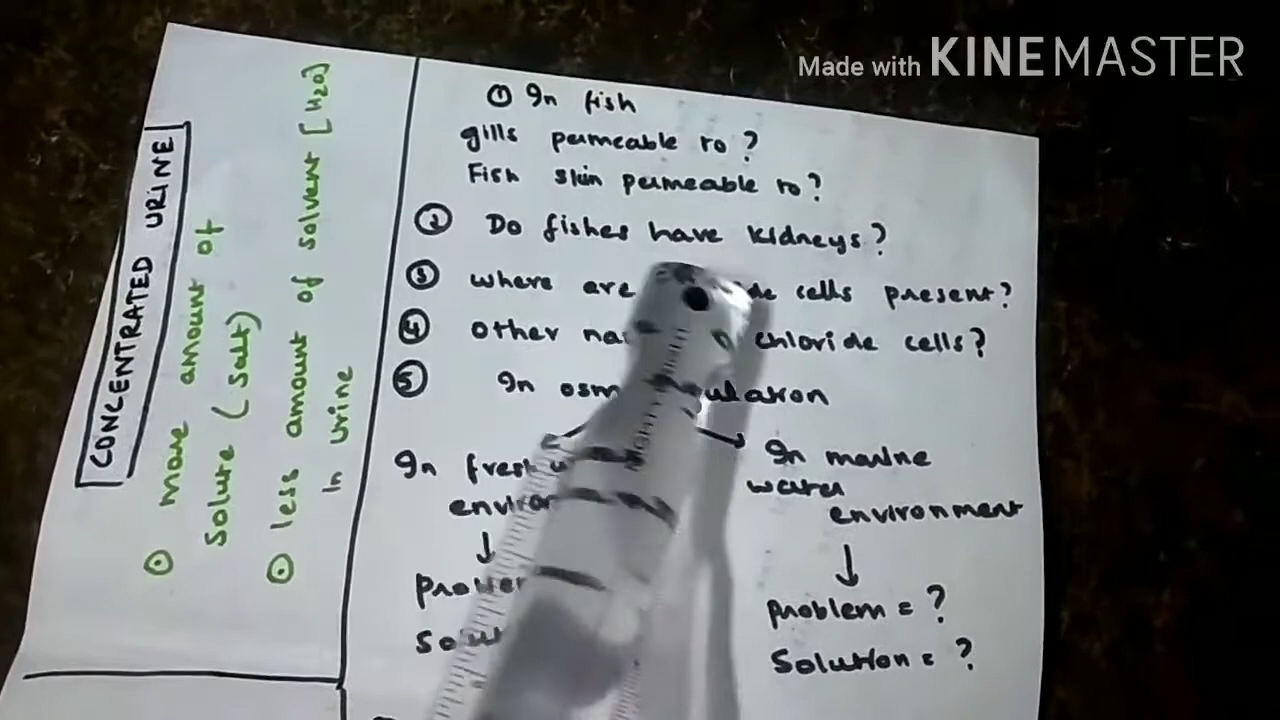 Made with KINEMASTER
CONCENTRATED URINE
more amount of
solute (salt)
less amount of solvent [H2O]
In urine
① In fish
gills permeable to?
Fish skin permeable to?
② Do fishes have kidneys?
③ where are cells present?
④ other chloride cells?
⑤ In
In
In marine
water
environment
↓
problem = ?
Solution = ?